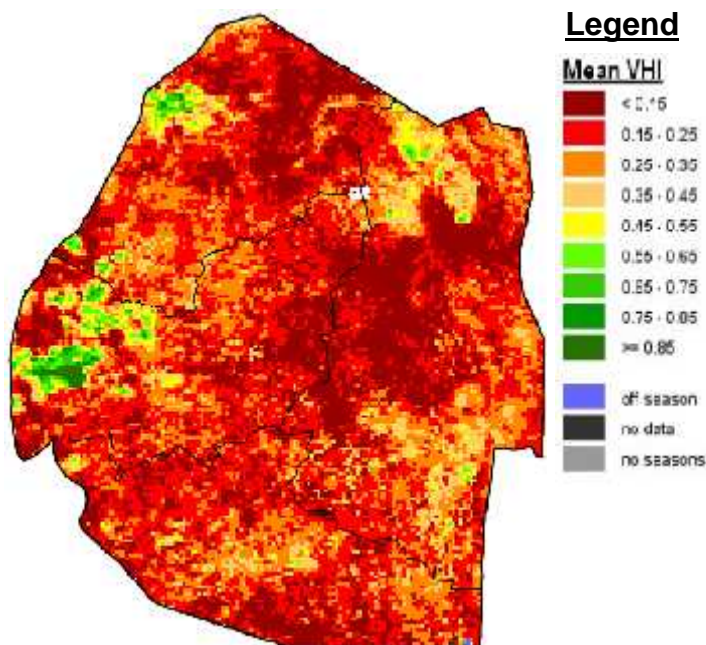 Legend
Mean VHI
< 0.15
0.15 - 0.25
0.25 - 0.35
0.35 - 0.45
0.45 - 0.55
0.55 - 0.65
0.65 - 0.75
0.75 - 0.85
>= 0.85
off season
no data
no seasons